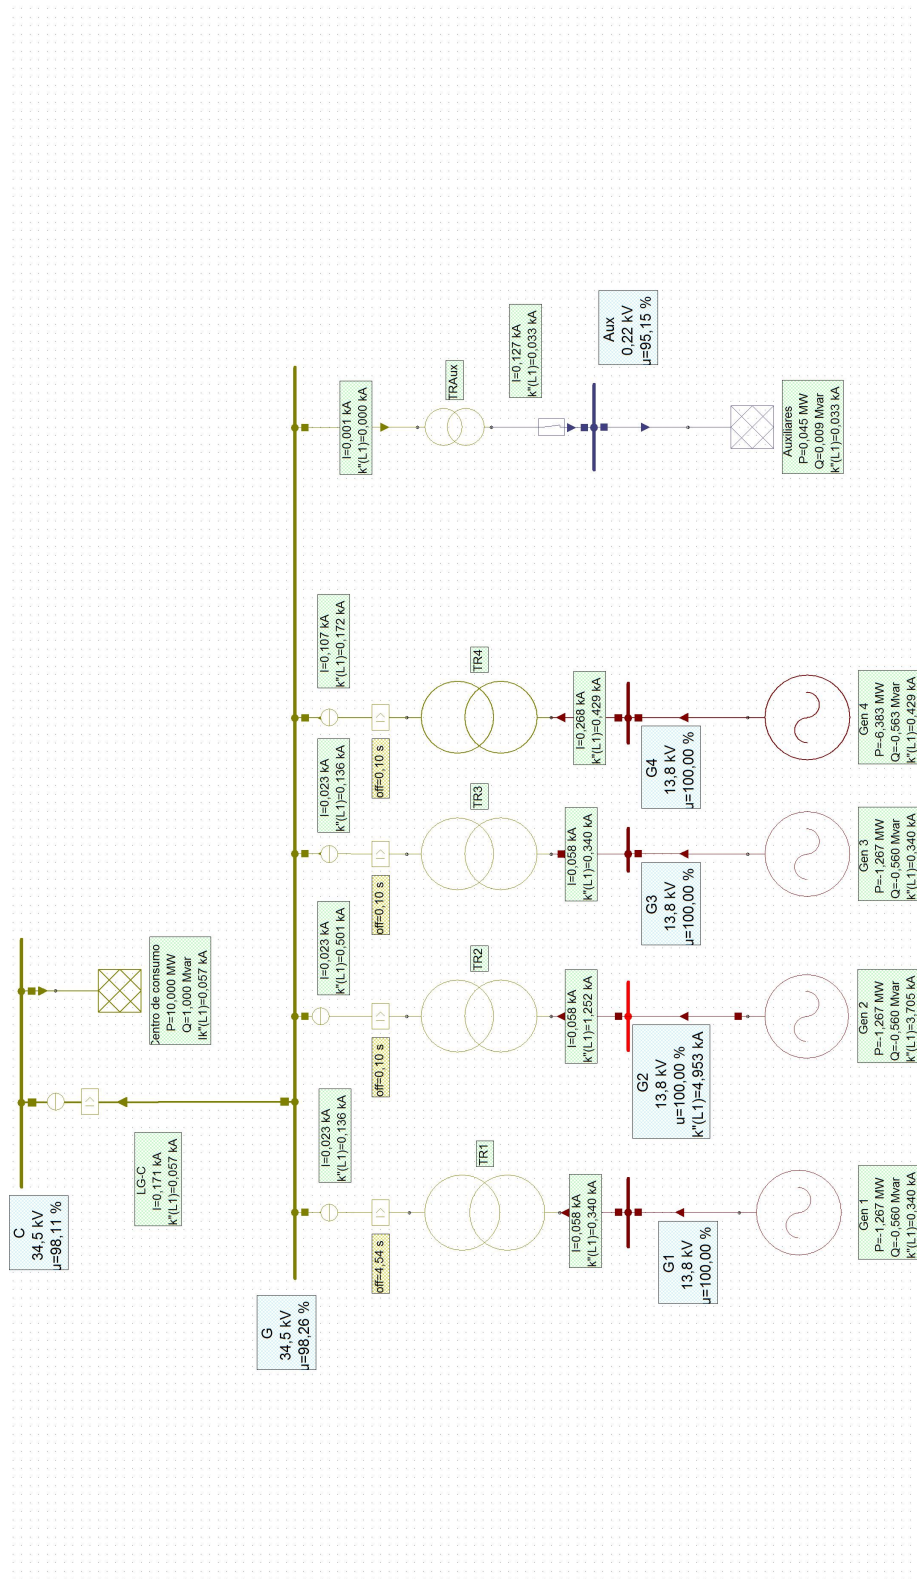 C
34,5 kV
u=98,11 %
LG-C
I=0,171 kA
k"(L1)=0,057 kA
entro de consumo
P=10,000 MW
Q=1,000 Mvar
Ik"(L1)=0,057 kA
G
34,5 kV
u=98,26 %
I=0,023 kA
k"(L1)=0,136 kA
I=0,023 kA
k"(L1)=0,501 kA
I=0,023 kA
k"(L1)=0,136 kA
I=0,107 kA
k"(L1)=0,172 kA
I=0,001 kA
k"(L1)=0,000 kA
I>
I>
I>
I>
I>
off=4,54 s
off=0,10 s
off=0,10 s
off=0,10 s
TR1
TR2
TR3
TR4
TRAux
I=0,127 kA
k"(L1)=0,033 kA
I=0,058 kA
k"(L1)=0,340 kA
I=0,058 kA
k"(L1)=1,252 kA
I=0,058 kA
k"(L1)=0,340 kA
I=0,268 kA
k"(L1)=0,429 kA
Aux
0,22 kV
u=95,15 %
G1
13,8 kV
u=100,00 %
G2
13,8 kV
u=100,00 %
k"(L1)=4,953 kA
G3
13,8 kV
u=100,00 %
G4
13,8 kV
u=100,00 %
Auxiliares
P=0,045 MW
Q=0,009 Mvar
k"(L1)=0,033 kA
Gen 1
P=-1,267 MW
Q=-0,560 Mvar
k"(L1)=0,340 kA
Gen 2
P=-1,267 MW
Q=-0,560 Mvar
k"(L1)=3,705 kA
Gen 3
P=-1,267 MW
Q=-0,560 Mvar
k"(L1)=0,340 kA
Gen 4
P=-6,383 MW
Q=-0,563 Mvar
k"(L1)=0,429 kA